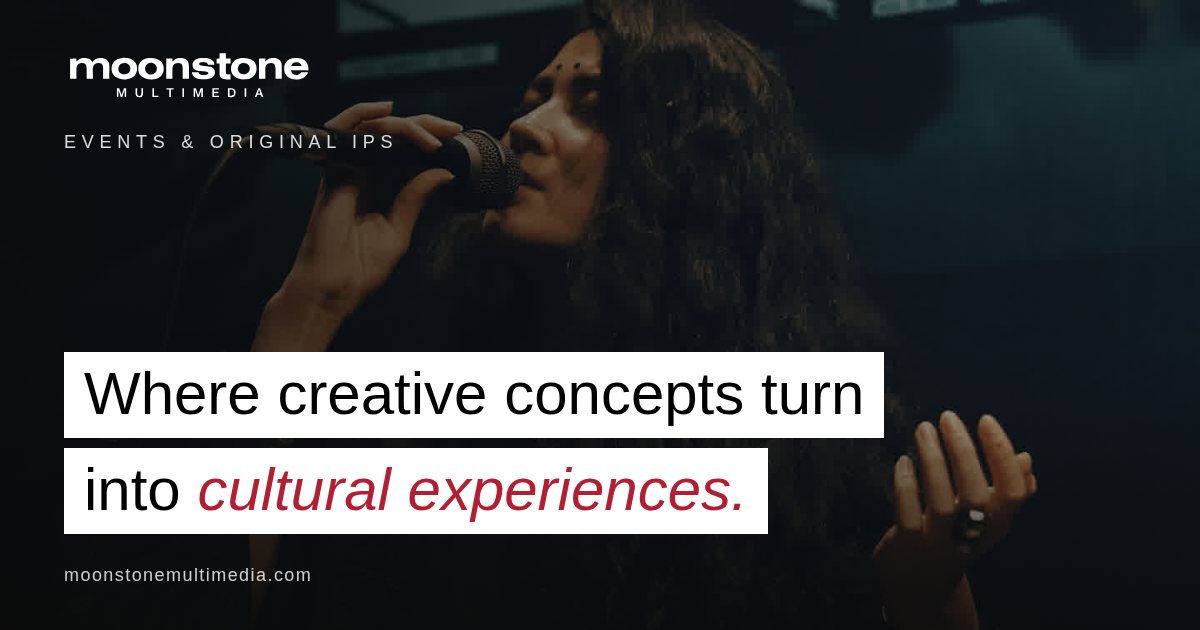 moonstone
MULTIMEDIA
EVENTS & ORIGINAL IPS
Where creative concepts turn
into cultural experiences.
moonstonemultimedia.com